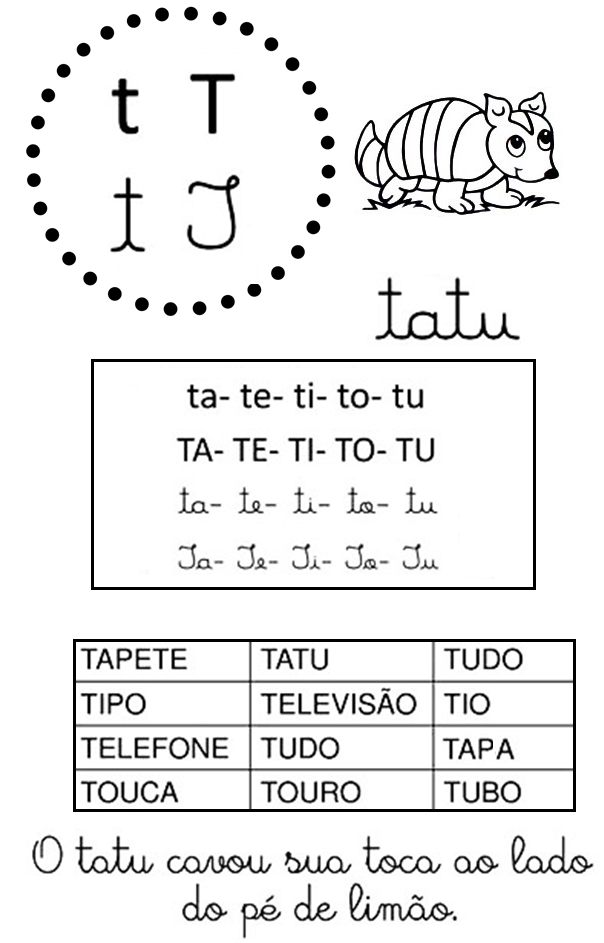 t T
t T
tatu
ta- te- ti- to- tu
TA- TE- TI- TO- TU
ta- te- ti- to- tu
Ta- Te- Ti- To- Tu
TAPETE TATU TUDO
TIPO TELEVISÃO TIO
TELEFONE TUDO TAPA
TOUCA TOURO TUBO
O tatu cavou sua toca ao lado
do pé de limão.